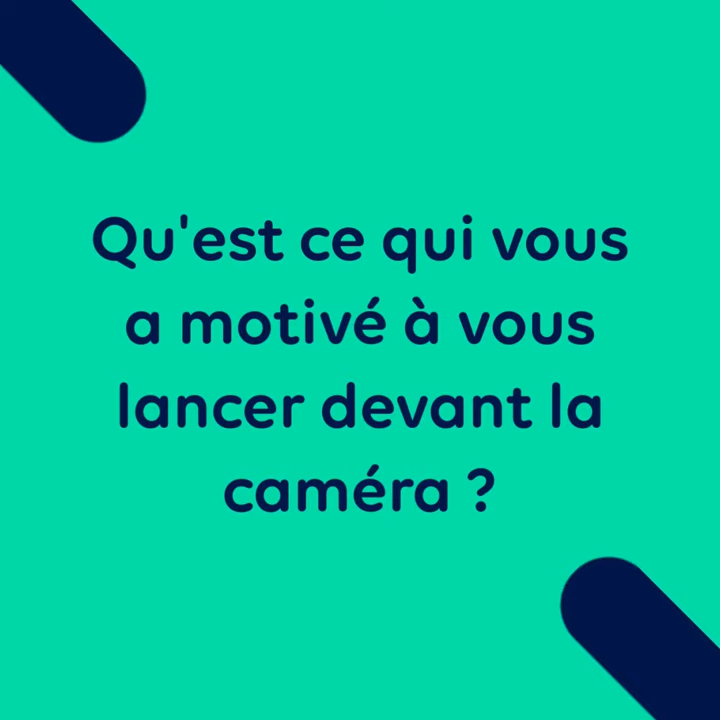 Qu'est ce qui vous
a motivé à vous
lancer devant la
caméra ?